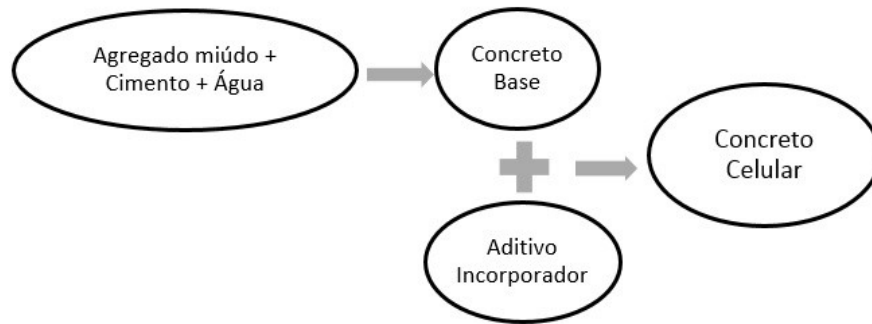 Agregado miúdo +
Cimento + Água
Concreto
Base
Concreto
Celular
Aditivo
Incorporador